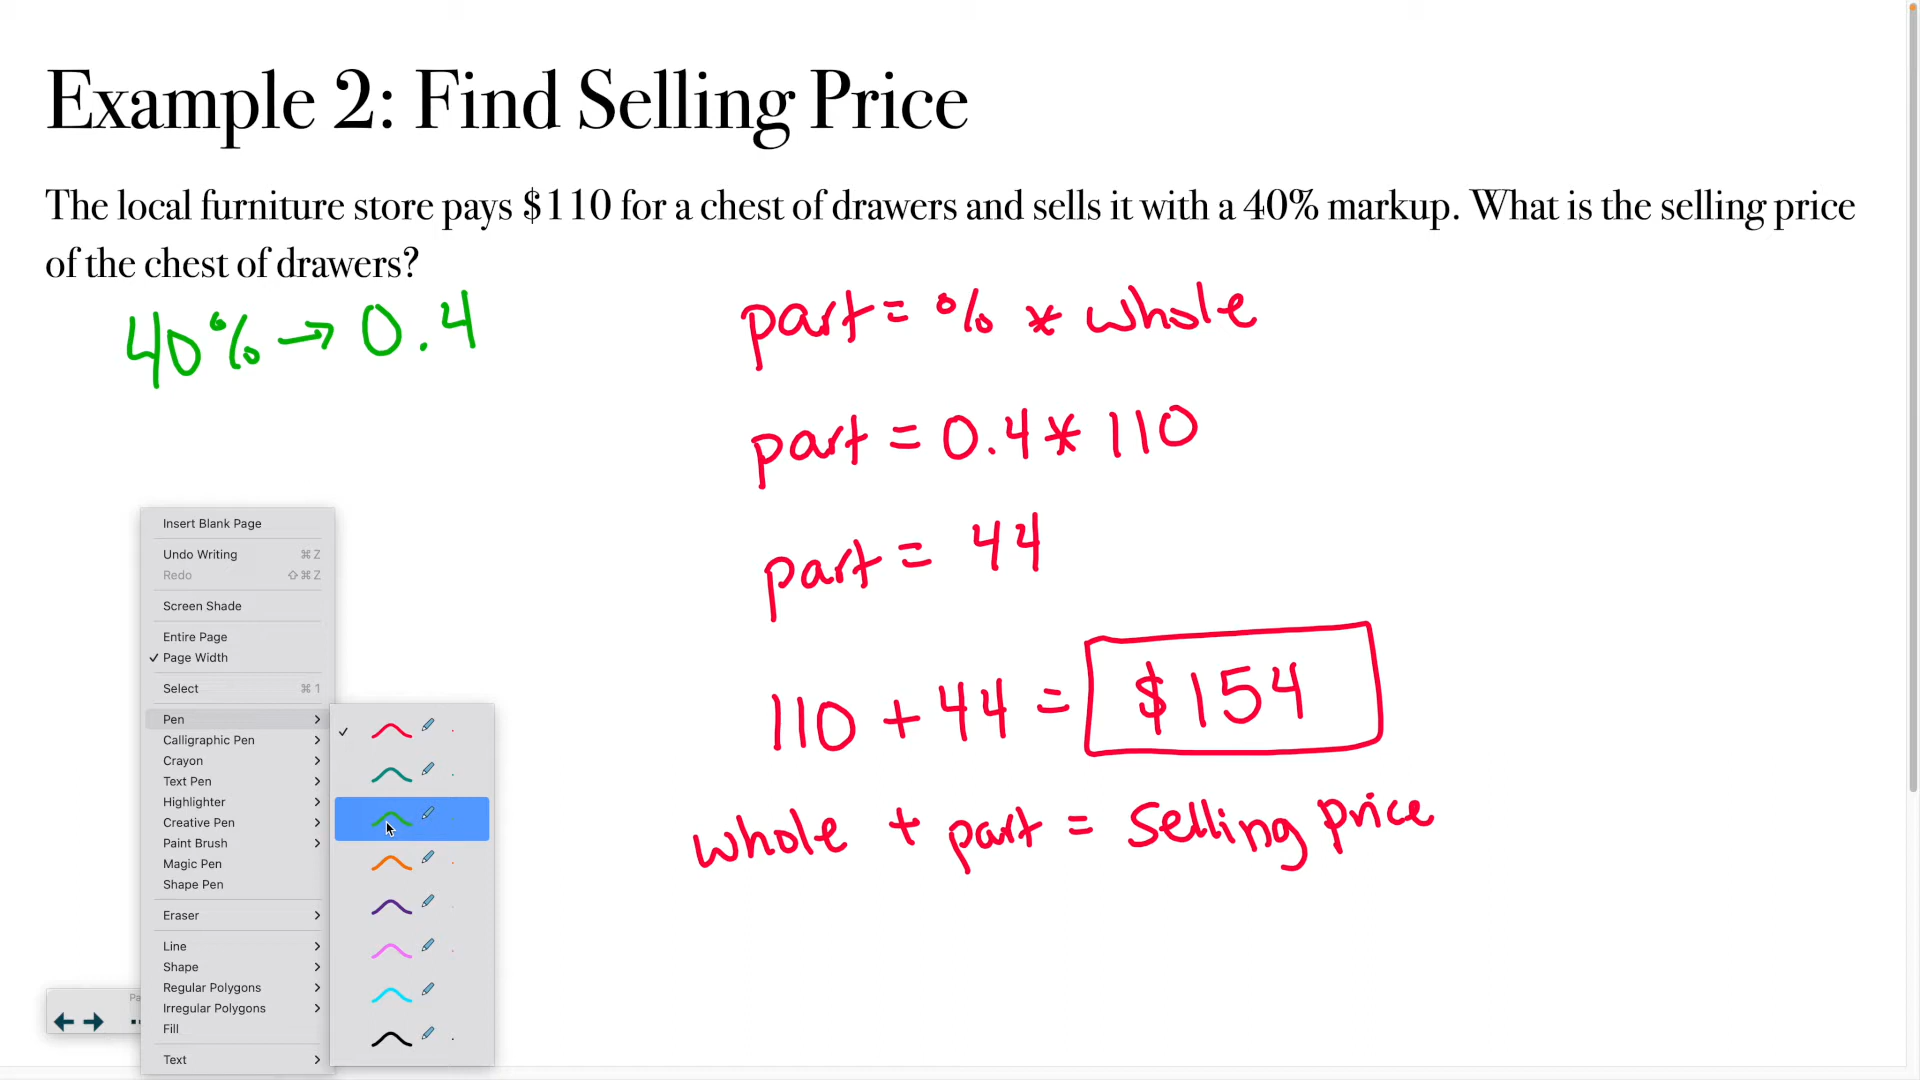 Example 2: Find Selling Price
The local furniture store pays $110 for a chest of drawers and sells it with a 40% markup. What is the selling price
of the chest of drawers?
40% → 0.4
part = % * whole
part = 0.4 * 110
part = 44
110 + 44 = $154
whole + part = selling price
Insert Blank Page
Undo Writing ⌘Z
Redo ⇧⌘Z
Screen Shade
Entire Page
✓ Page Width
Select ⌘1
Pen >
Calligraphic Pen >
Crayon >
Text Pen >
Highlighter >
Creative Pen >
Paint Brush >
Magic Pen
Shape Pen
Eraser >
Line >
Shape >
Regular Polygons >
Irregular Polygons >
Fill
Text >